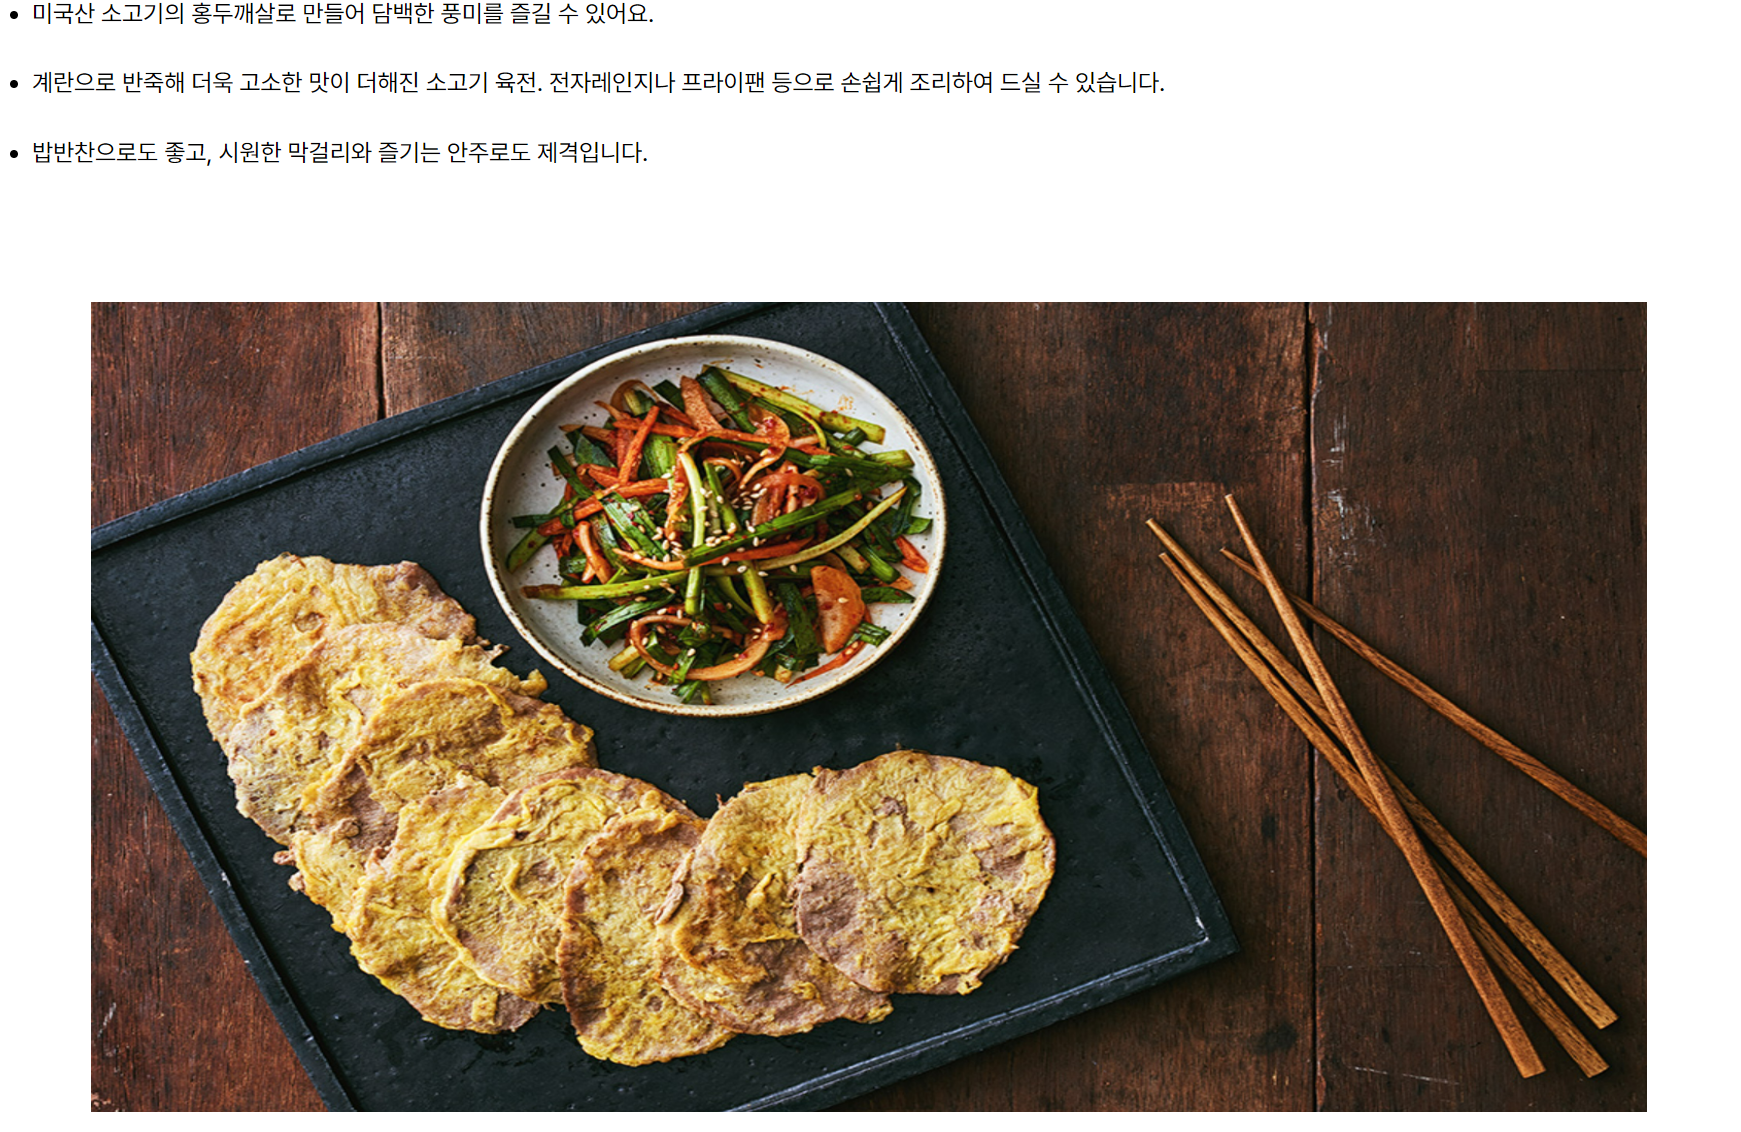 미국산 소고기의 홍두깨살로 만들어 담백한 풍미를 즐길 수 있어요.
계란으로 반죽해 더욱 고소한 맛이 더해진 소고기 육전. 전자레인지나 프라이팬 등으로 손쉽게 조리하여 드실 수 있습니다.
밥반찬으로도 좋고, 시원한 막걸리와 즐기는 안주로도 제격입니다.